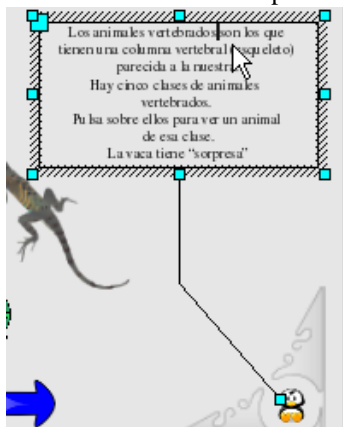 Los animales vertebrados son los que
tienen una columna vertebral (esqueleto)
parecida a la nuestra
Hay cinco clases de animales
vertebrados.
Pulsa sobre ellos para ver un animal
de esa clase.
La vaca tiene “sorpresa”